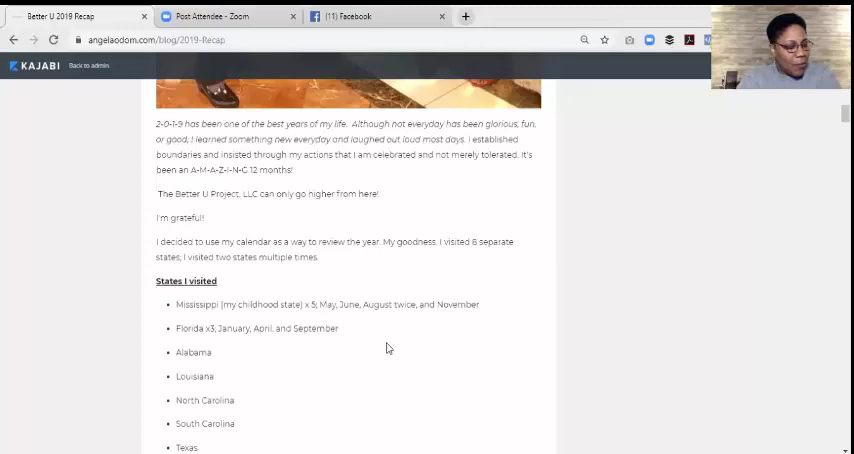 Better U 2019 Recap
Post Attendee - Zoom
(11) Facebook
angelaodom.com/blog/2019-Recap
KAJABI
Back to admin
2-0-1-9 has been one of the best years of my life. Although not everyday has been glorious, fun,
or good; I learned something new everyday and laughed out loud most days. I established
boundaries and insisted through my actions that I am celebrated and not merely tolerated. It's
been an A-M-A-Z-I-N-G 12 months!
The Better U Project, LLC can only go higher from here!
I'm grateful!
I decided to use my calendar as a way to review the year. My goodness. I visited 8 separate
states; I visited two states multiple times.
States I visited
• Mississippi (my childhood state) x 5; May, June, August twice, and November
• Florida x3; January, April, and September
• Alabama
• Louisiana
• North Carolina
• South Carolina
• Texas